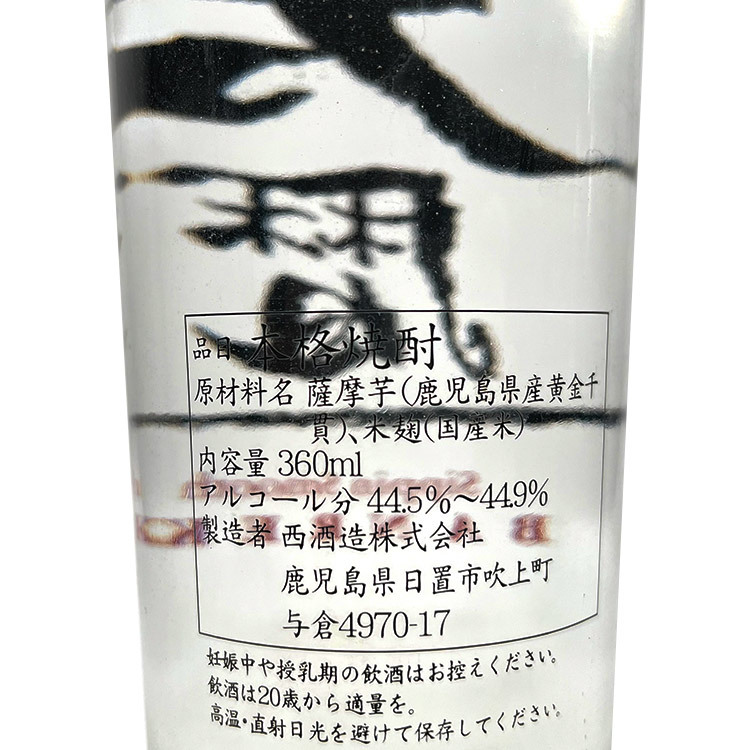 品目 本格焼酎
原材料名 薩摩芋(鹿児島県産黄金千
貫)、米麹(国産米)
内容量 360ml
アルコール分 44.5%~44.9%
製造者 西酒造株式会社
鹿児島県日置市吹上町
与倉4970-17
妊娠中や授乳期の飲酒はお控えください。
飲酒は20歳から適量を。
高温・直射日光を避けて保存してください。